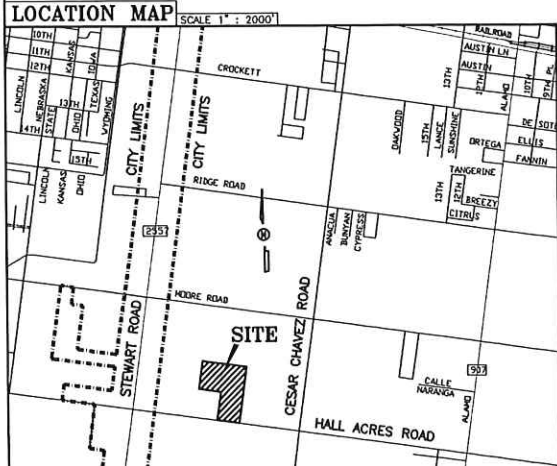 LOCATION MAP
SCALE 1" : 2000'
10TH
11TH
12TH
KANSAS
IOWA
LINCOLN
NEBRASKA
STATE
13TH
OHIO
TEXAS
WYOMING
14TH
15TH
LINCOLN
KANSAS
OHIO
CITY LIMITS
CITY LIMITS
CROCKETT
RAILROAD
AUSTIN LN
AUSTIN
13TH
12TH
ALAMO
10TH
9TH
PL
OAKWOOD
15TH
LANCE
SUNSHINE
DE SOTO
ORTEGA
ELLIS
FANNIN
TANGERINE
13TH
12TH
BREEZY
CITRUS
RIDGE ROAD
ANACUA
BUNYAN
CYPRESS
2557
MOORE ROAD
STEWART ROAD
SITE
CESAR CHAVEZ ROAD
907
CALLE
NARANGA
ALAMO
HALL ACRES ROAD